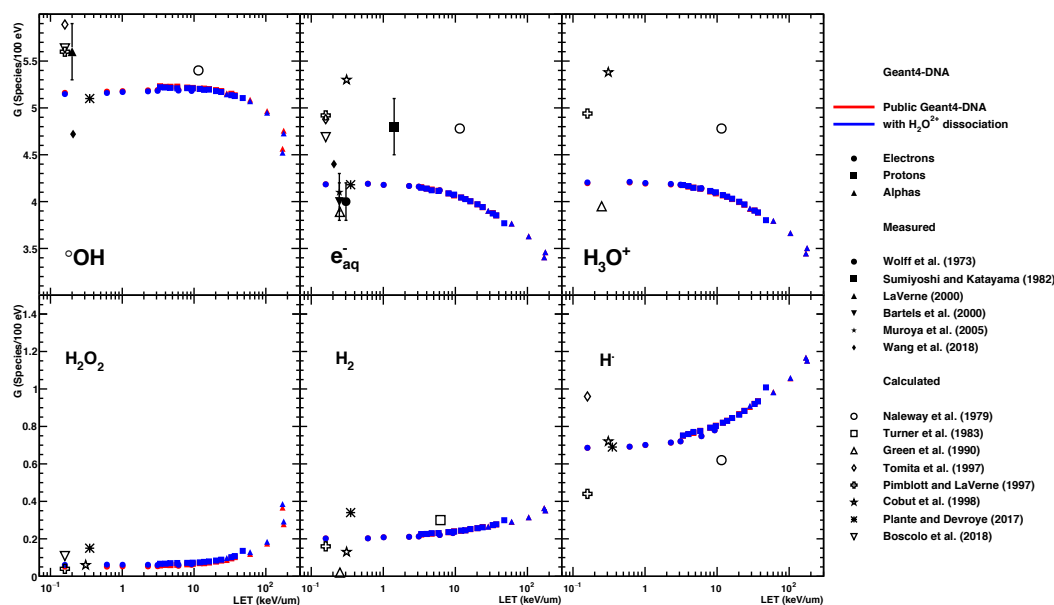 G (Species/100 eV)
5.5
5
4.5
4
3.5
°OH
e⁻aq
H₃O⁺
G (Species/100 eV)
1.4
1.2
1
0.8
0.6
0.4
0.2
0
H₂O₂
H₂
H·
10⁻¹ 1 10 10² 10⁻¹ 1 10 10² 10⁻¹ 1 10 10²
LET (keV/um) LET (keV/um) LET (keV/um)
Geant4-DNA
Public Geant4-DNA
with H₂O²⁺ dissociation
Electrons
Protons
Alphas
Measured
Wolff et al. (1973)
Sumiyoshi and Katayama (1982)
LaVerne (2000)
Bartels et al. (2000)
Muroya et al. (2005)
Wang et al. (2018)
Calculated
Naleway et al. (1979)
Turner et al. (1983)
Green et al. (1990)
Tomita et al. (1997)
Pimblott and LaVerne (1997)
Cobut et al. (1998)
Plante and Devroye (2017)
Boscolo et al. (2018)